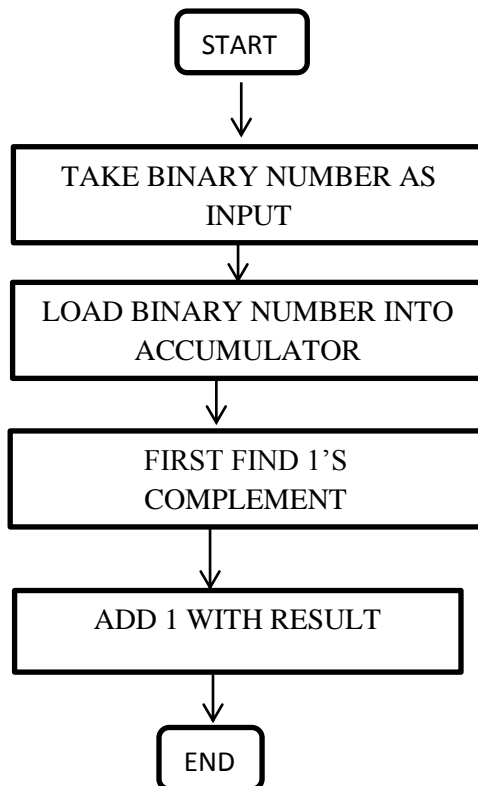 START
TAKE BINARY NUMBER AS
INPUT
LOAD BINARY NUMBER INTO
ACCUMULATOR
FIRST FIND 1’S
COMPLEMENT
ADD 1 WITH RESULT
END